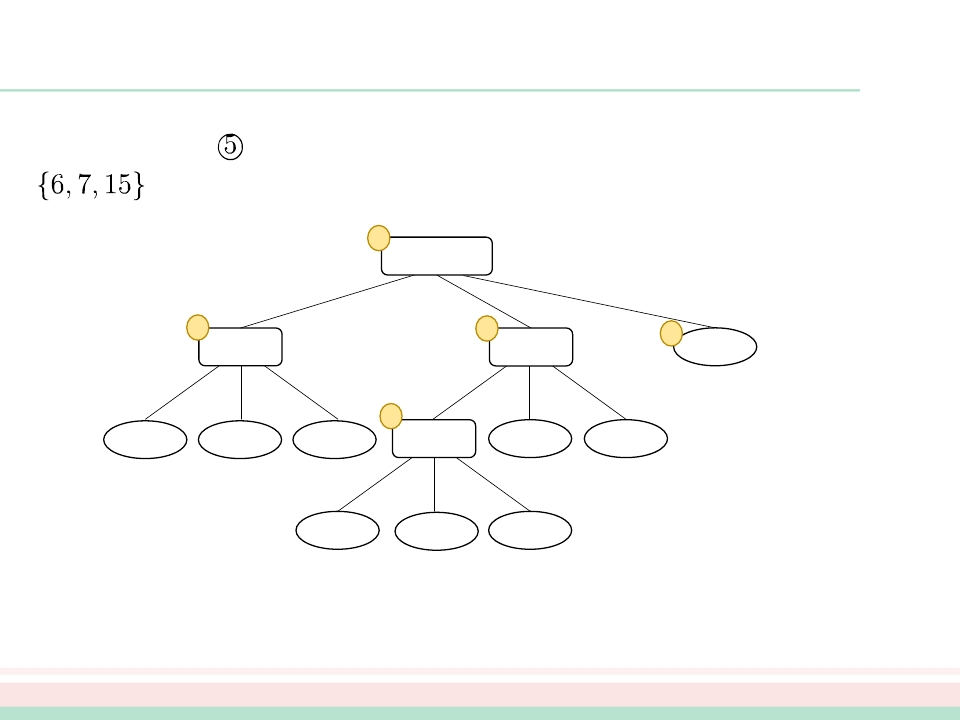 ⑤
{6, 7, 15}